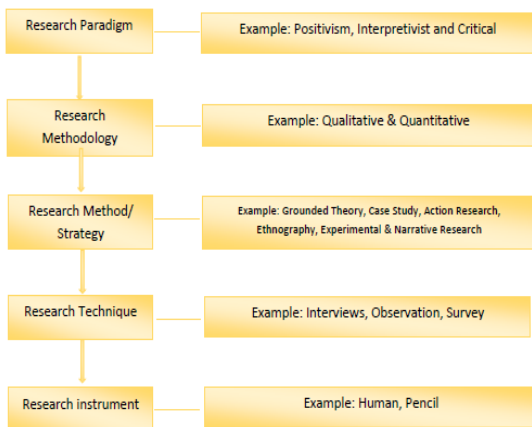 Research Paradigm
Example: Positivism, Interpretivist and Critical
Research
Methodology
Example: Qualitative & Quantitative
Research Method/
Strategy
Example: Grounded Theory, Case Study, Action Research,
Ethnography, Experimental & Narrative Research
Research Technique
Example: Interviews, Observation, Survey
Research instrument
Example: Human, Pencil